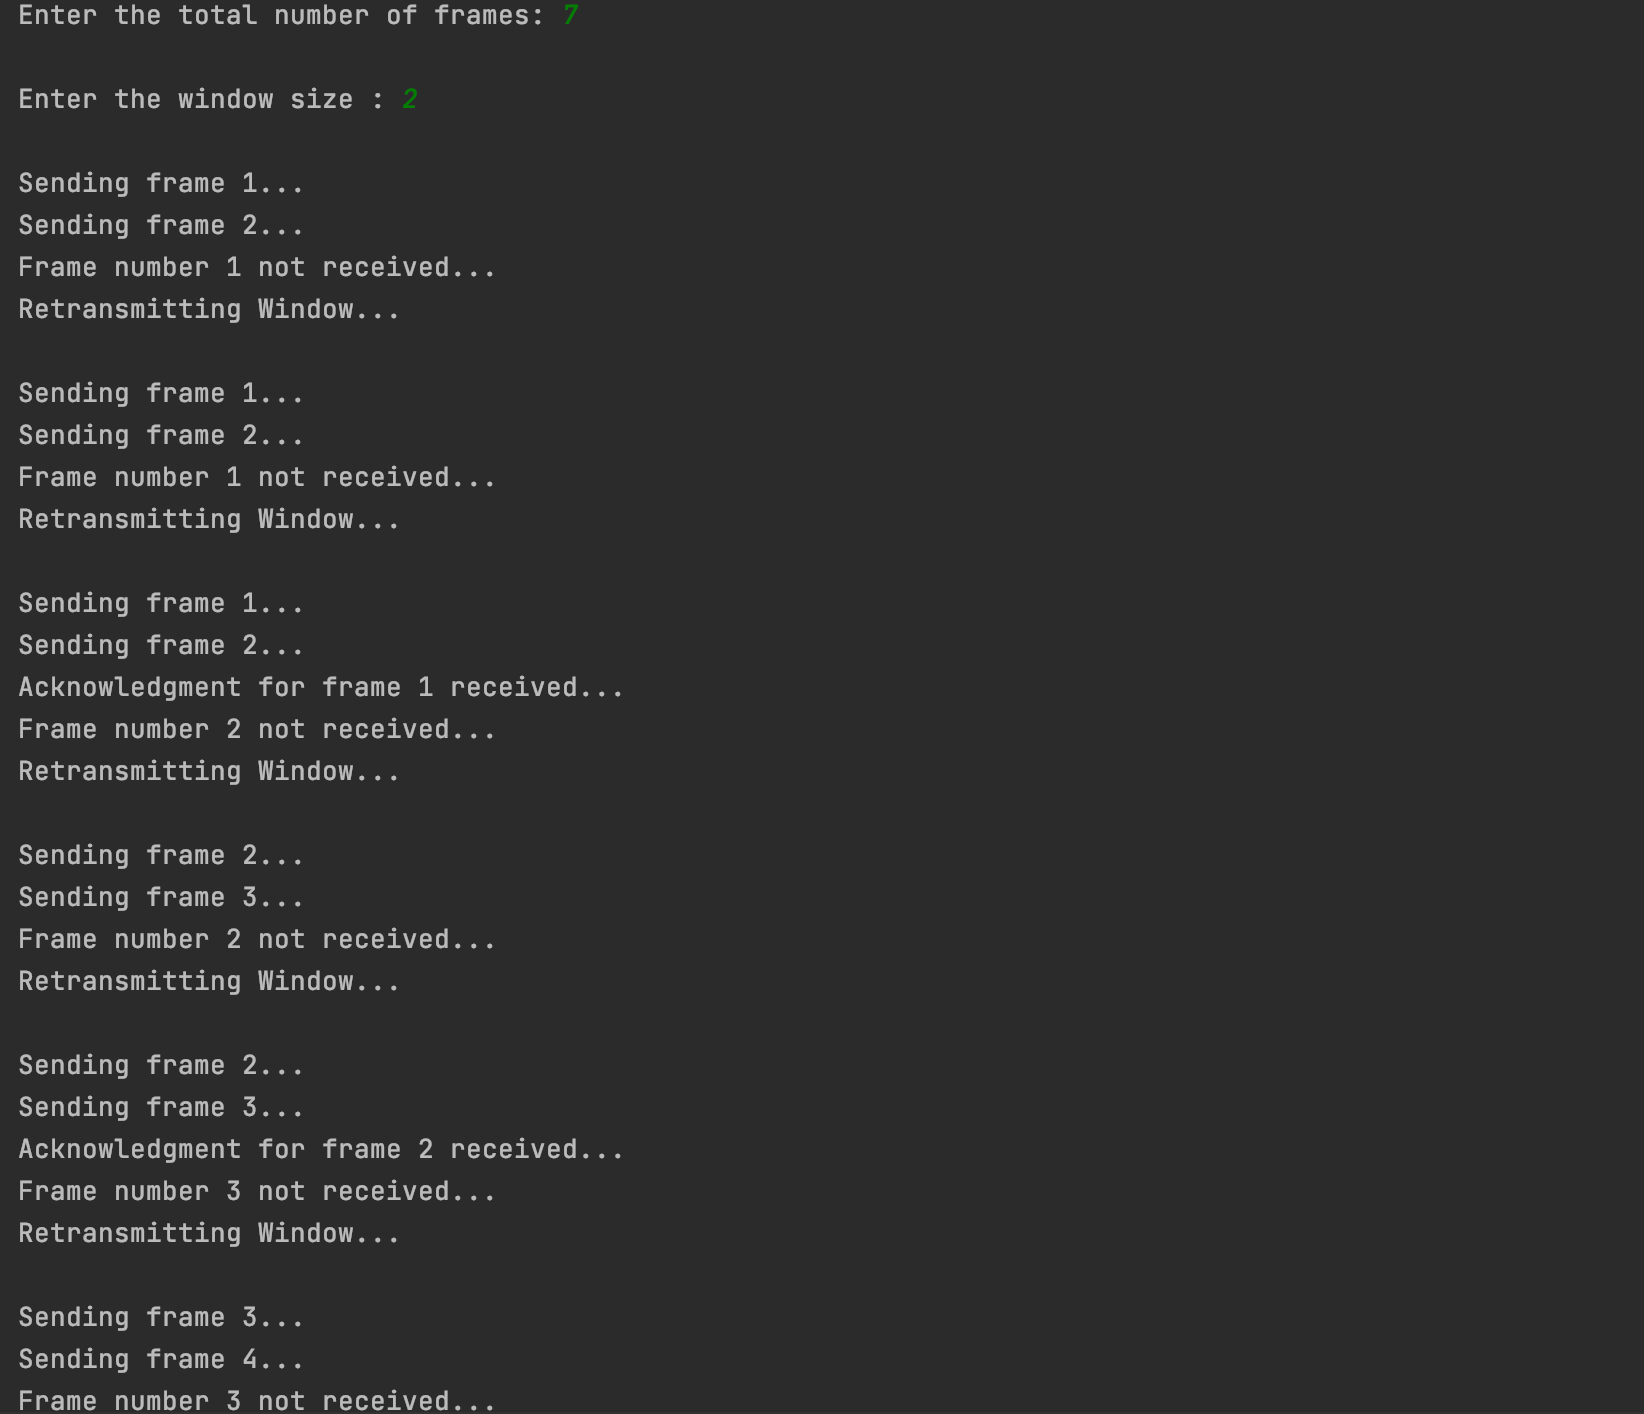 Enter the total number of frames: 7
Enter the window size : 2
Sending frame 1...
Sending frame 2...
Frame number 1 not received...
Retransmitting Window...
Sending frame 1...
Sending frame 2...
Frame number 1 not received...
Retransmitting Window...
Sending frame 1...
Sending frame 2...
Acknowledgment for frame 1 received...
Frame number 2 not received...
Retransmitting Window...
Sending frame 2...
Sending frame 3...
Frame number 2 not received...
Retransmitting Window...
Sending frame 2...
Sending frame 3...
Acknowledgment for frame 2 received...
Frame number 3 not received...
Retransmitting Window...
Sending frame 3...
Sending frame 4...
Frame number 3 not received...